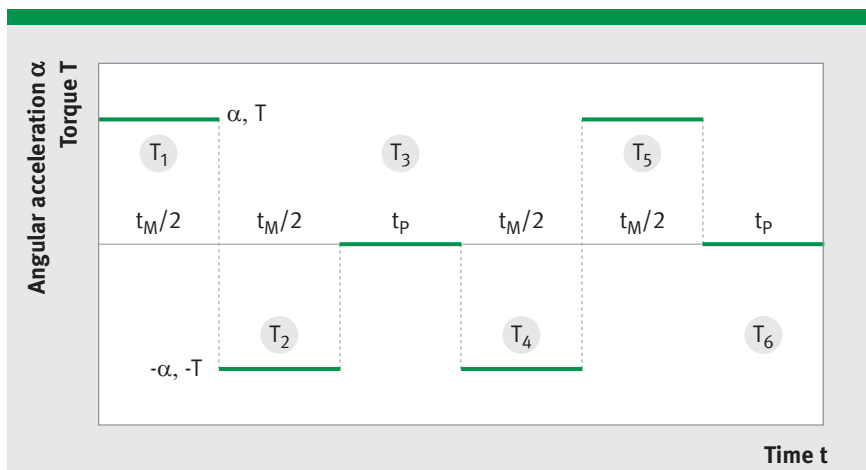 Angular acceleration α
Torque T
α, T
T1
T3
T5
tM/2
tM/2
tP
tM/2
tM/2
tP
T2
T4
T6
-α, -T
Time t